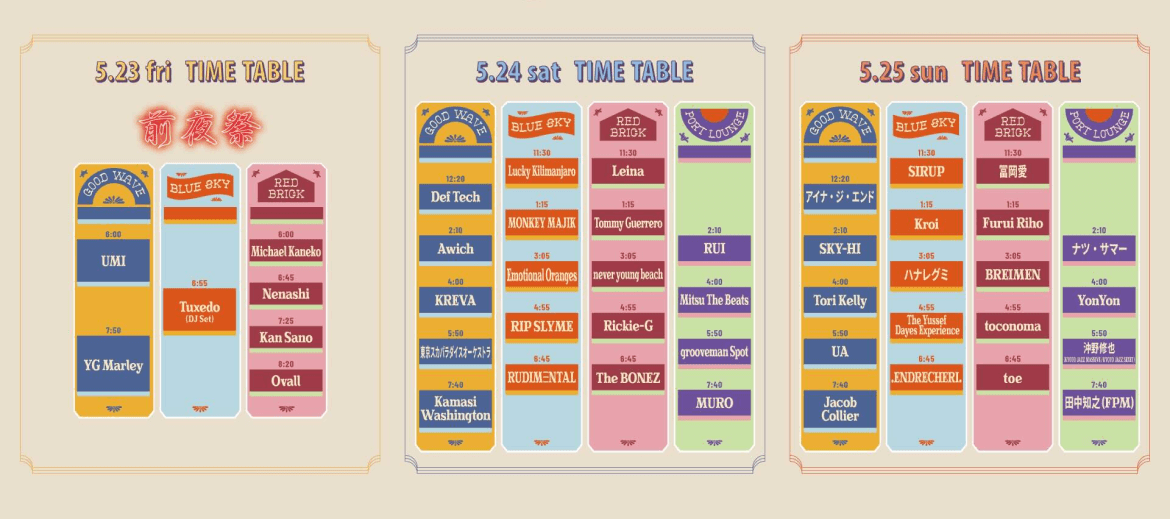 5.23 fri TIME TABLE
前夜祭
GOOD WAVE
6:00
UMI
7:50
YG Marley
BLUE SKY
6:55
Tuxedo
(DJ Set)
RED
BRICK
6:00
Michael Kaneko
6:45
Nenashi
7:25
Kan Sano
8:20
Ovall
5.24 sat TIME TABLE
GOOD WAVE
12:20
Def Tech
2:10
Awich
4:00
KREVA
5:50
東京スカパラダイスオーケストラ
7:40
Kamasi
Washington
BLUE SKY
11:30
Lucky Kilimanjaro
1:15
MONKEY MAJIK
3:05
Emotional Oranges
4:55
RIP SLYME
6:45
RUDIMENTAL
RED
BRICK
11:30
Leina
1:15
Tommy Guerrero
3:05
never young beach
4:55
Rickie-G
6:45
The BONEZ
PORT LOUNGE
2:10
RUI
4:00
Mitsu The Beats
5:50
grooveman Spot
7:40
MURO
5.25 sun TIME TABLE
GOOD WAVE
12:20
アイナ・ジ・エンド
2:10
SKY-HI
4:00
Tori Kelly
5:50
UA
7:40
Jacob
Collier
BLUE SKY
11:30
SIRUP
1:15
Kroi
3:05
ハナレグミ
4:55
The Yussef
Dayes Experience
6:45
.ENDRECHERI.
RED
BRICK
11:30
冨岡愛
1:15
Furui Riho
3:05
BREIMEN
4:55
toconoma
6:45
toe
PORT LOUNGE
2:10
ナツ・サマー
4:00
YonYon
5:50
沖野修也
7:40
田中知之(FPM)